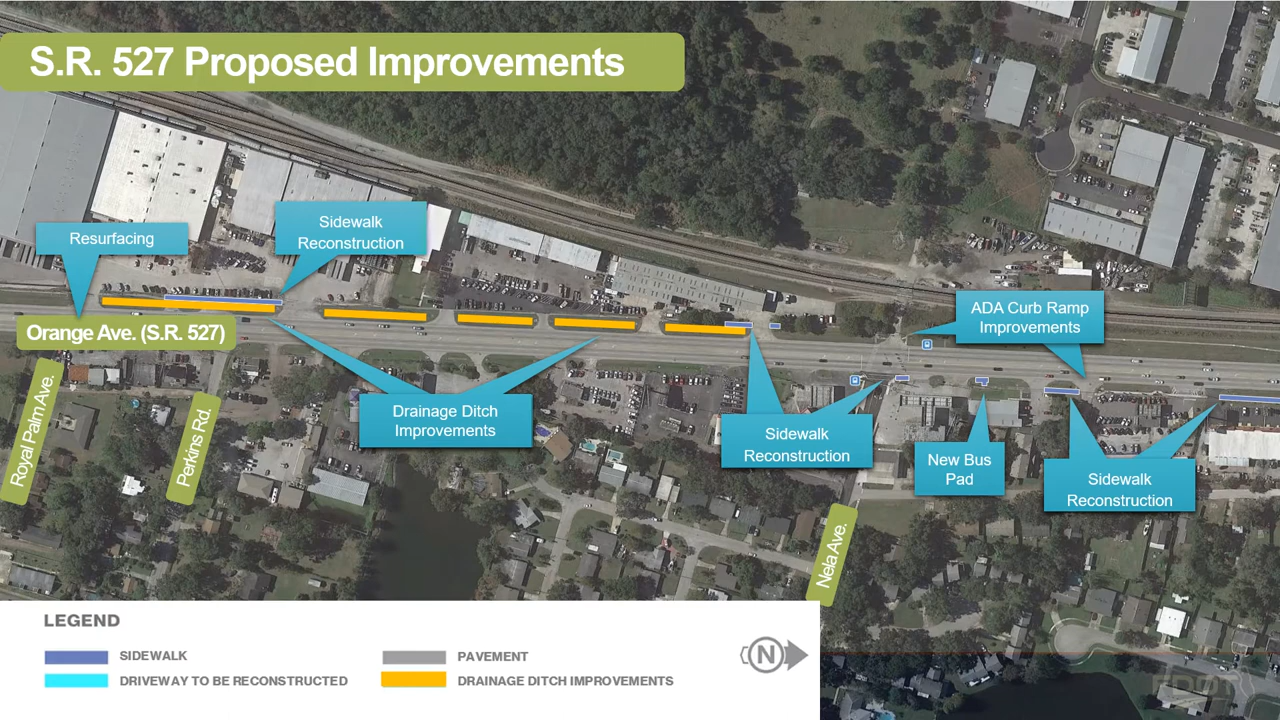 S.R. 527 Proposed Improvements
Resurfacing
Sidewalk
Reconstruction
Orange Ave. (S.R. 527)
ADA Curb Ramp
Improvements
Royal Palm Ave.
Perkins Rd.
Drainage Ditch
Improvements
Sidewalk
Reconstruction
New Bus
Pad
Sidewalk
Reconstruction
Nela Ave.
LEGEND
SIDEWALK
PAVEMENT
DRIVEWAY TO BE RECONSTRUCTED
DRAINAGE DITCH IMPROVEMENTS
N
FDOT